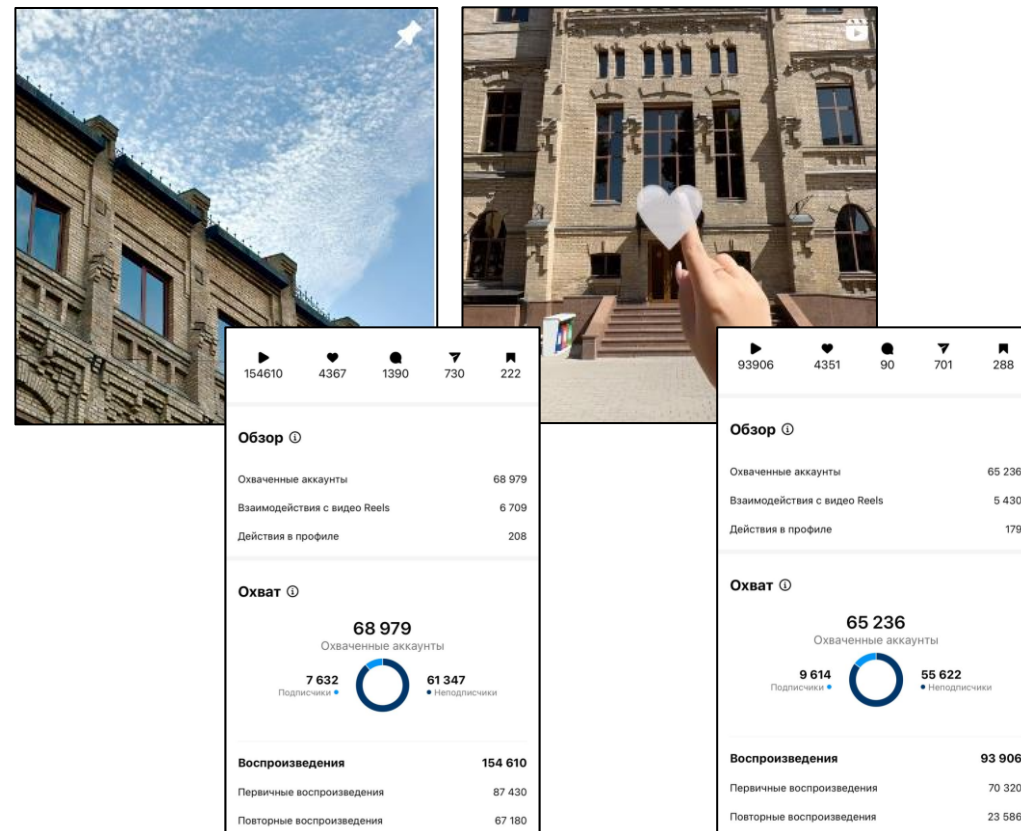 154610 4367 1390 730 222
Обзор
Охваченные аккаунты 68 979
Взаимодействия с видео Reels 6 709
Действия в профиле 208
Охват
68 979
Охваченные аккаунты
7 632 61 347
Подписчики Неподписчики
Воспроизведения 154 610
Первичные воспроизведения 87 430
Повторные воспроизведения 67 180
93906 4351 90 701 288
Обзор
Охваченные аккаунты 65 236
Взаимодействия с видео Reels 5 430
Действия в профиле 179
Охват
65 236
Охваченные аккаунты
9 614 55 622
Подписчики Неподписчики
Воспроизведения 93 906
Первичные воспроизведения 70 320
Повторные воспроизведения 23 586